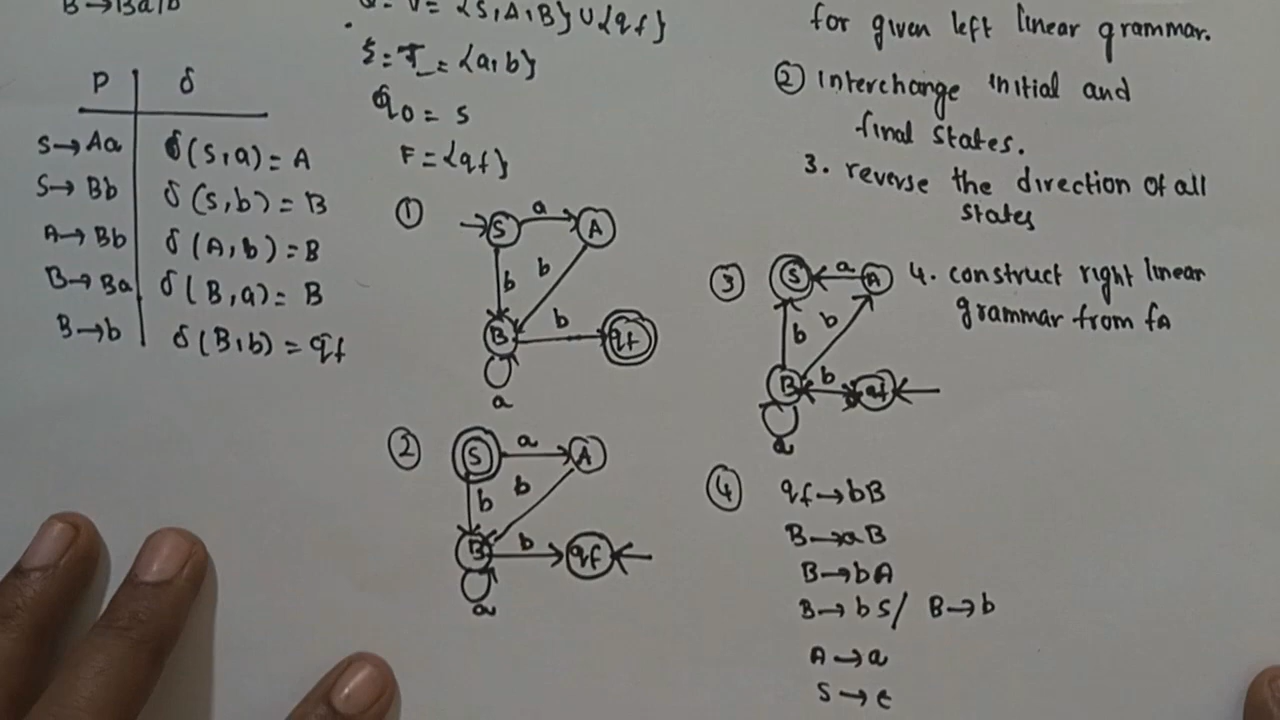 B→Ba/b
P δ
S→Aa δ(S,a)=A
S→Bb δ(S,b)=B
A→Bb δ(A,b)=B
B→Ba δ(B,a)=B
B→b δ(B,b)=qf
V={S,A,B}U{qf}
Σ=T={a,b}
q0=S
F={qf}
①
S a A
b b
B b qf
a
②
S a A
b b
B b qf
a
for given left linear grammar.
② Interchange initial and
final states.
3. reverse the direction of all
states
③
S a A
b b
B b qf
a
4. construct right linear
grammar from fA
④ qf→bB
B→aB
B→bA
B→bS/ B→b
A→a
S→ϵ